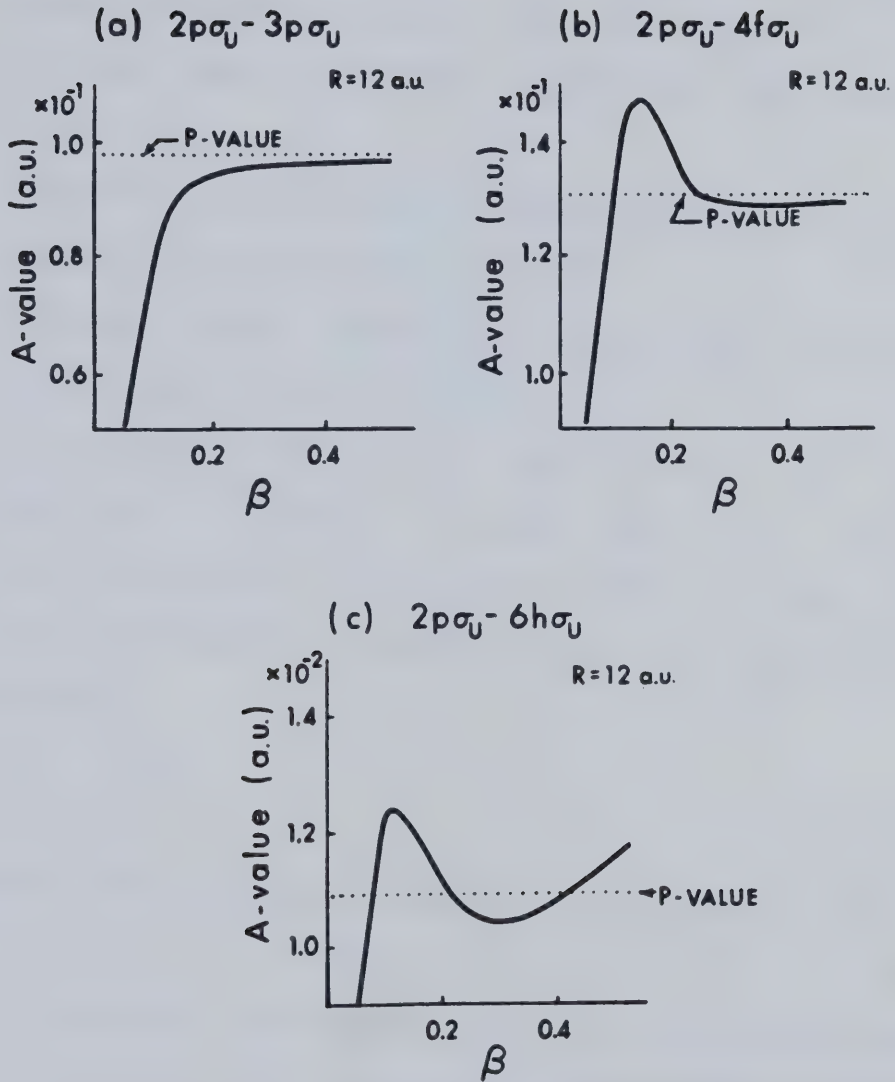 (a) 2pσᵤ - 3pσᵤ
R = 12 a.u.
×10⁻¹
A-value (a.u.)
1.0
0.8
0.6
P-VALUE
0.2 0.4
β
(b) 2pσᵤ - 4fσᵤ
R = 12 a.u.
×10⁻¹
A-value (a.u.)
1.4
1.2
1.0
P-VALUE
0.2 0.4
β
(c) 2pσᵤ - 6hσᵤ
R = 12 a.u.
×10⁻²
A-value (a.u.)
1.4
1.2
1.0
P-VALUE
0.2 0.4
β